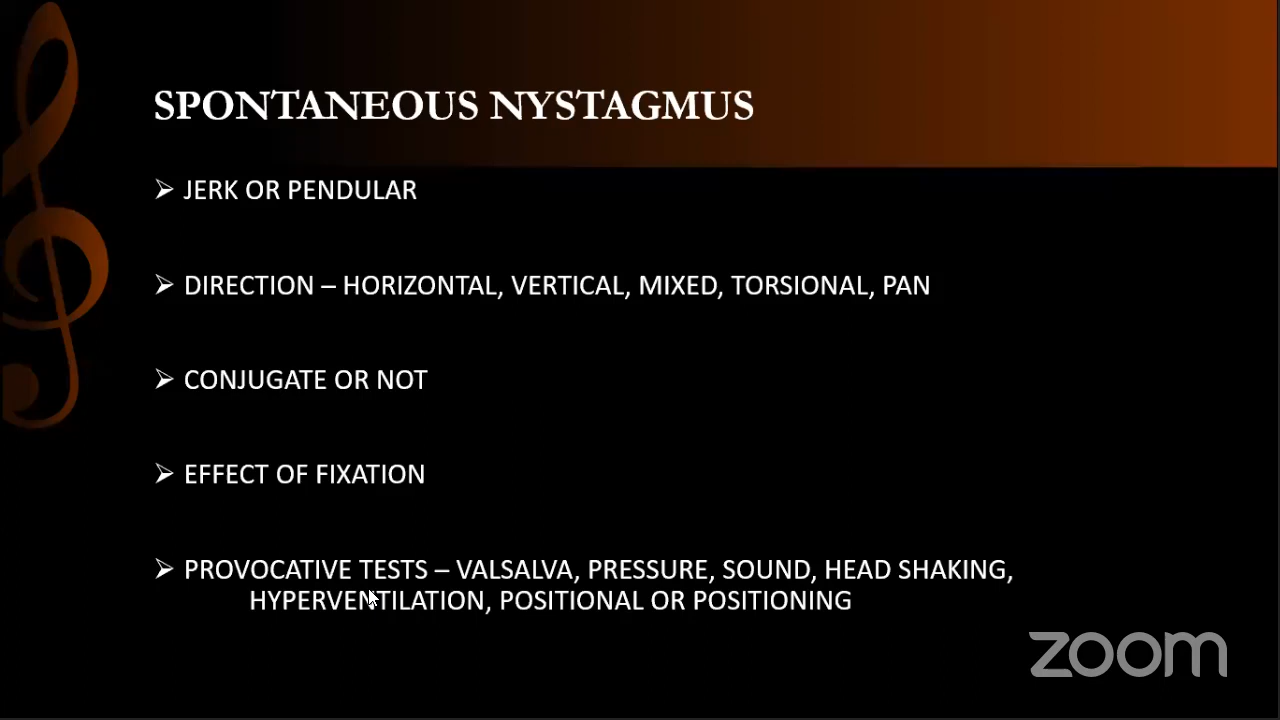 SPONTANEOUS NYSTAGMUS
➢ JERK OR PENDULAR
➢ DIRECTION – HORIZONTAL, VERTICAL, MIXED, TORSIONAL, PAN
➢ CONJUGATE OR NOT
➢ EFFECT OF FIXATION
➢ PROVOCATIVE TESTS – VALSALVA, PRESSURE, SOUND, HEAD SHAKING,
HYPERVENTILATION, POSITIONAL OR POSITIONING
zoom